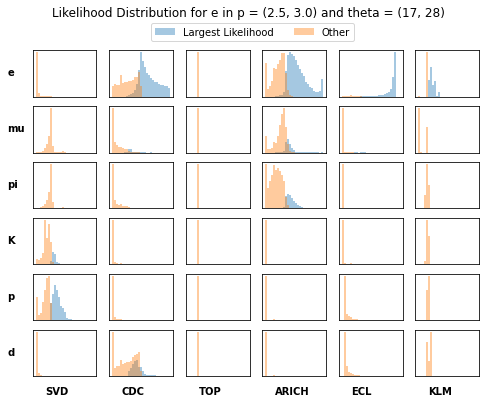 Likelihood Distribution for e in p = (2.5, 3.0) and theta = (17, 28)
Largest Likelihood Other
e
mu
pi
K
p
d
SVD CDC TOP ARICH ECL KLM